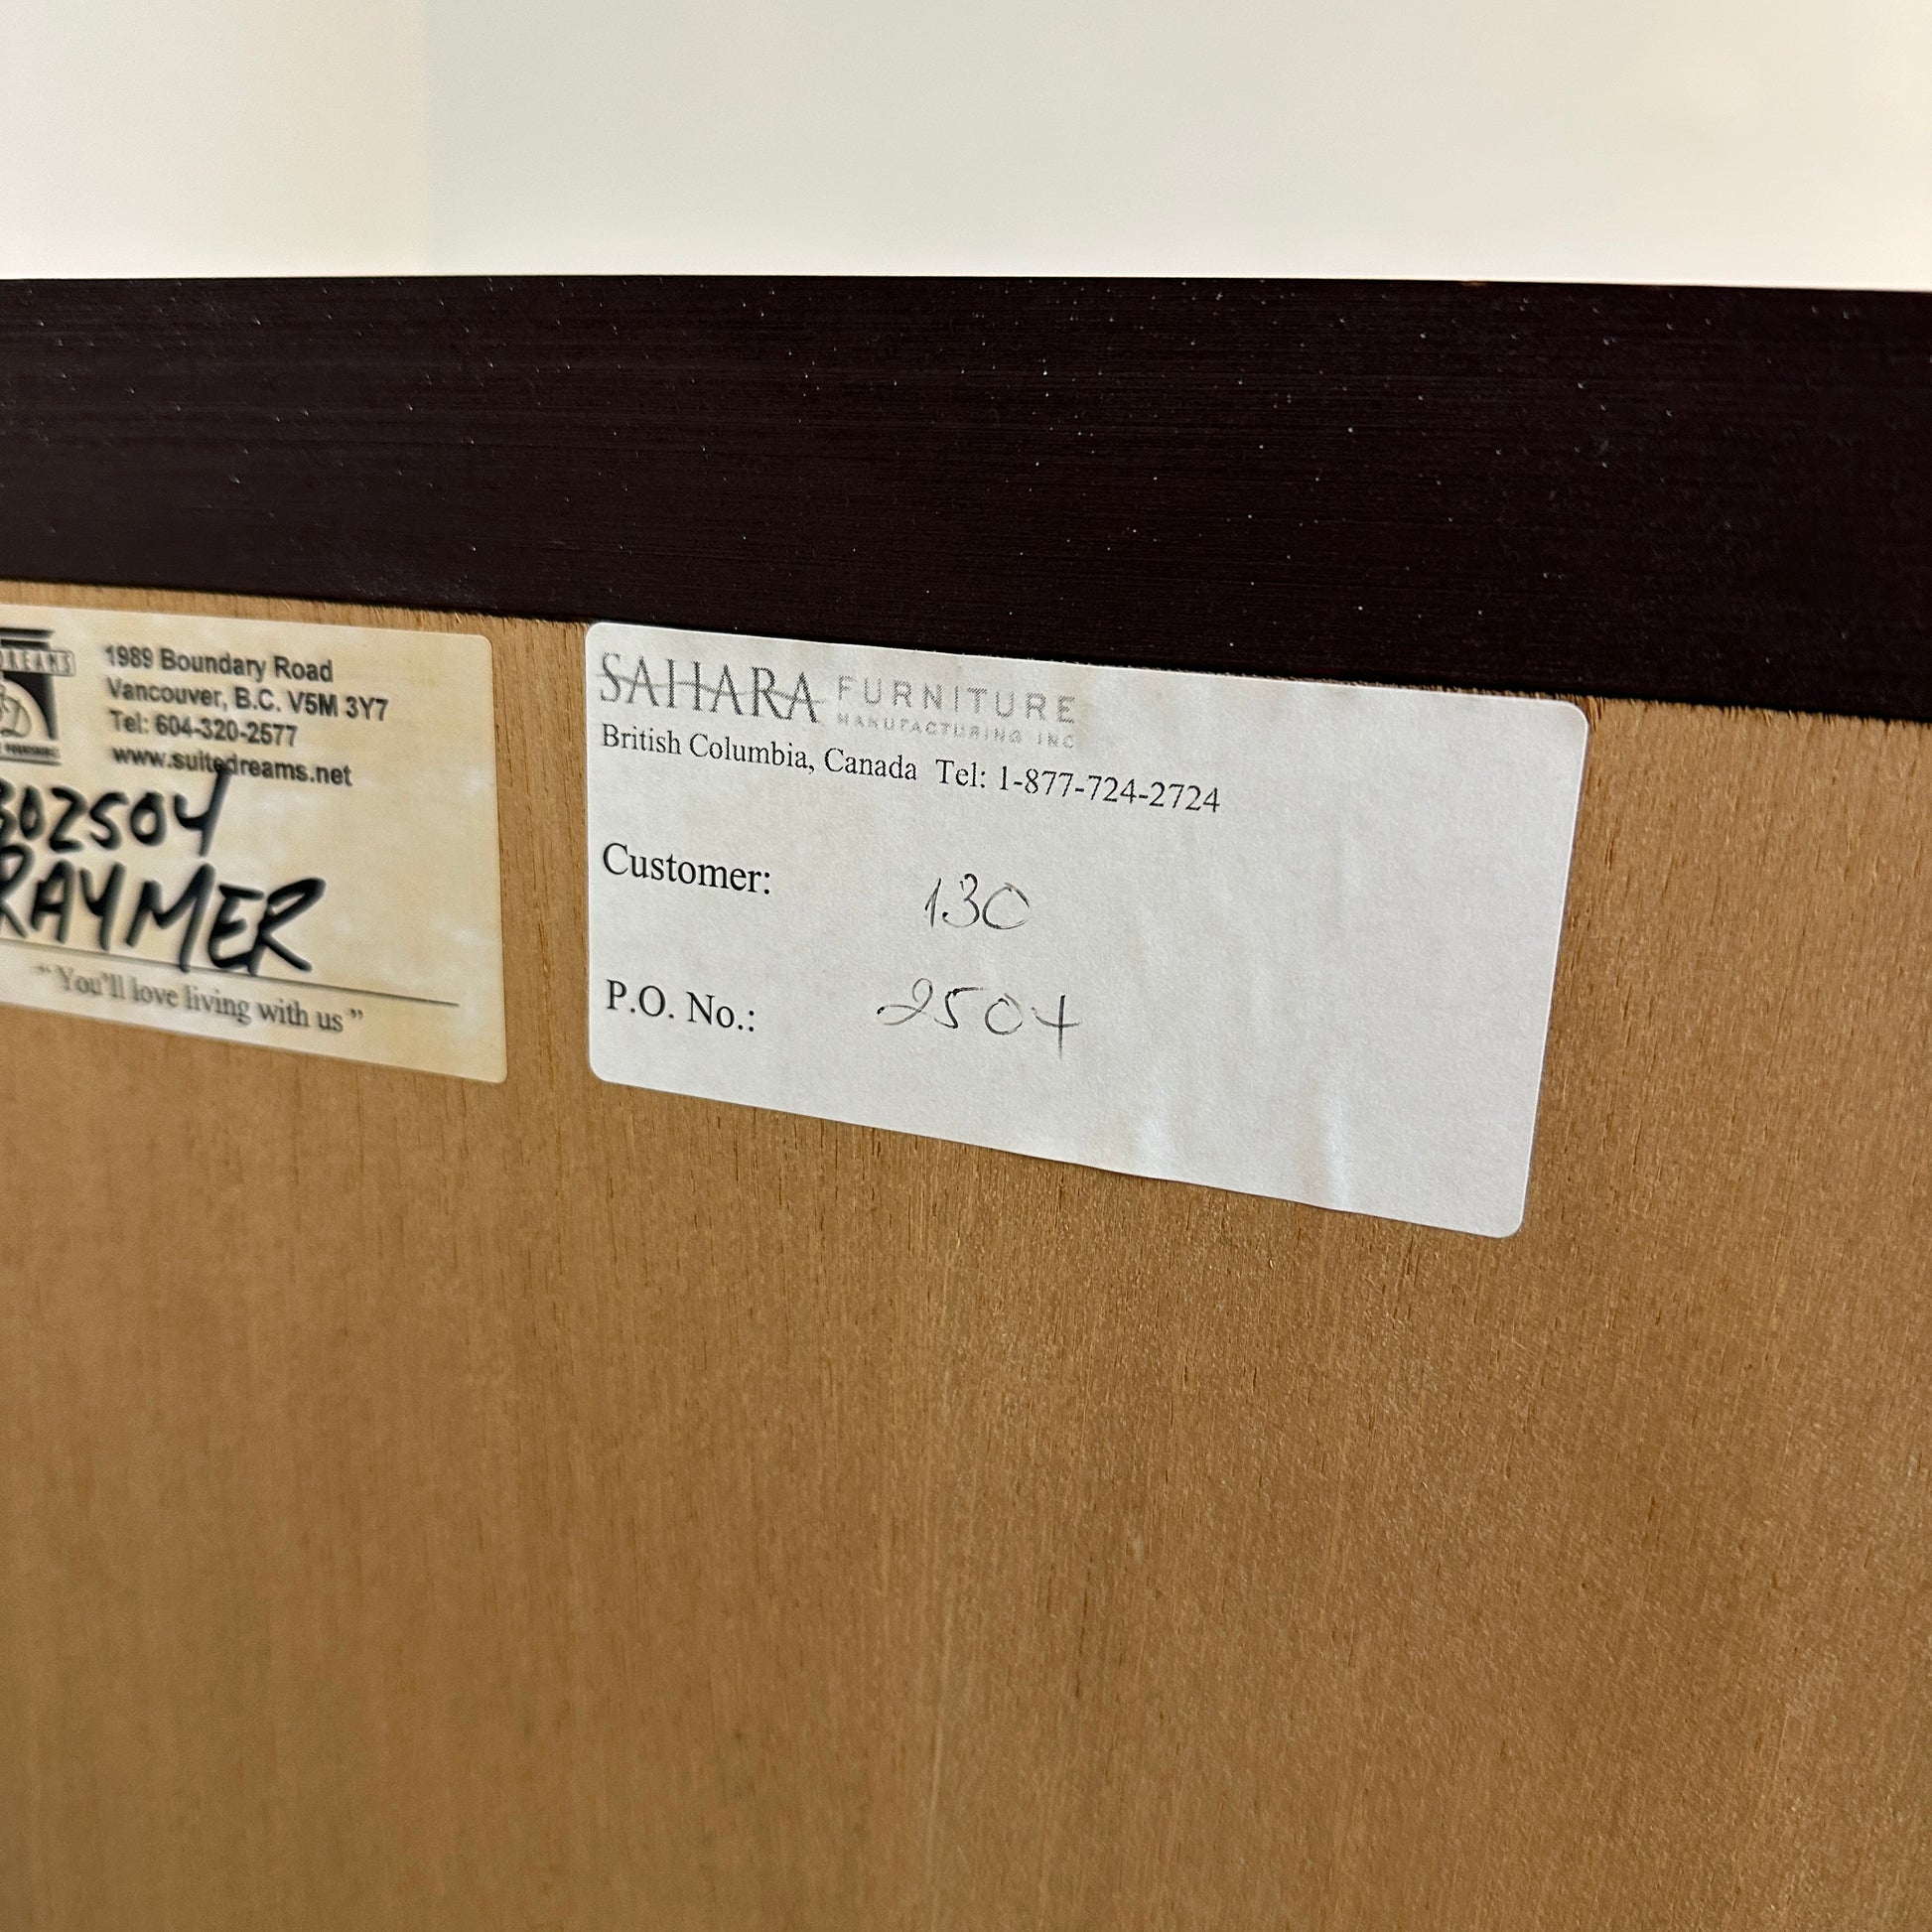 DREAMS
1989 Boundary Road
Vancouver, B.C. V5M 3Y7
Tel: 604-320-2577
www.suitedreams.net
302504
RAYMER
“ You'll love living with us ”
SAHARA FURNITURE
MANUFACTURING INC
British Columbia, Canada Tel: 1-877-724-2724
Customer: 130
P.O. No.: 2504